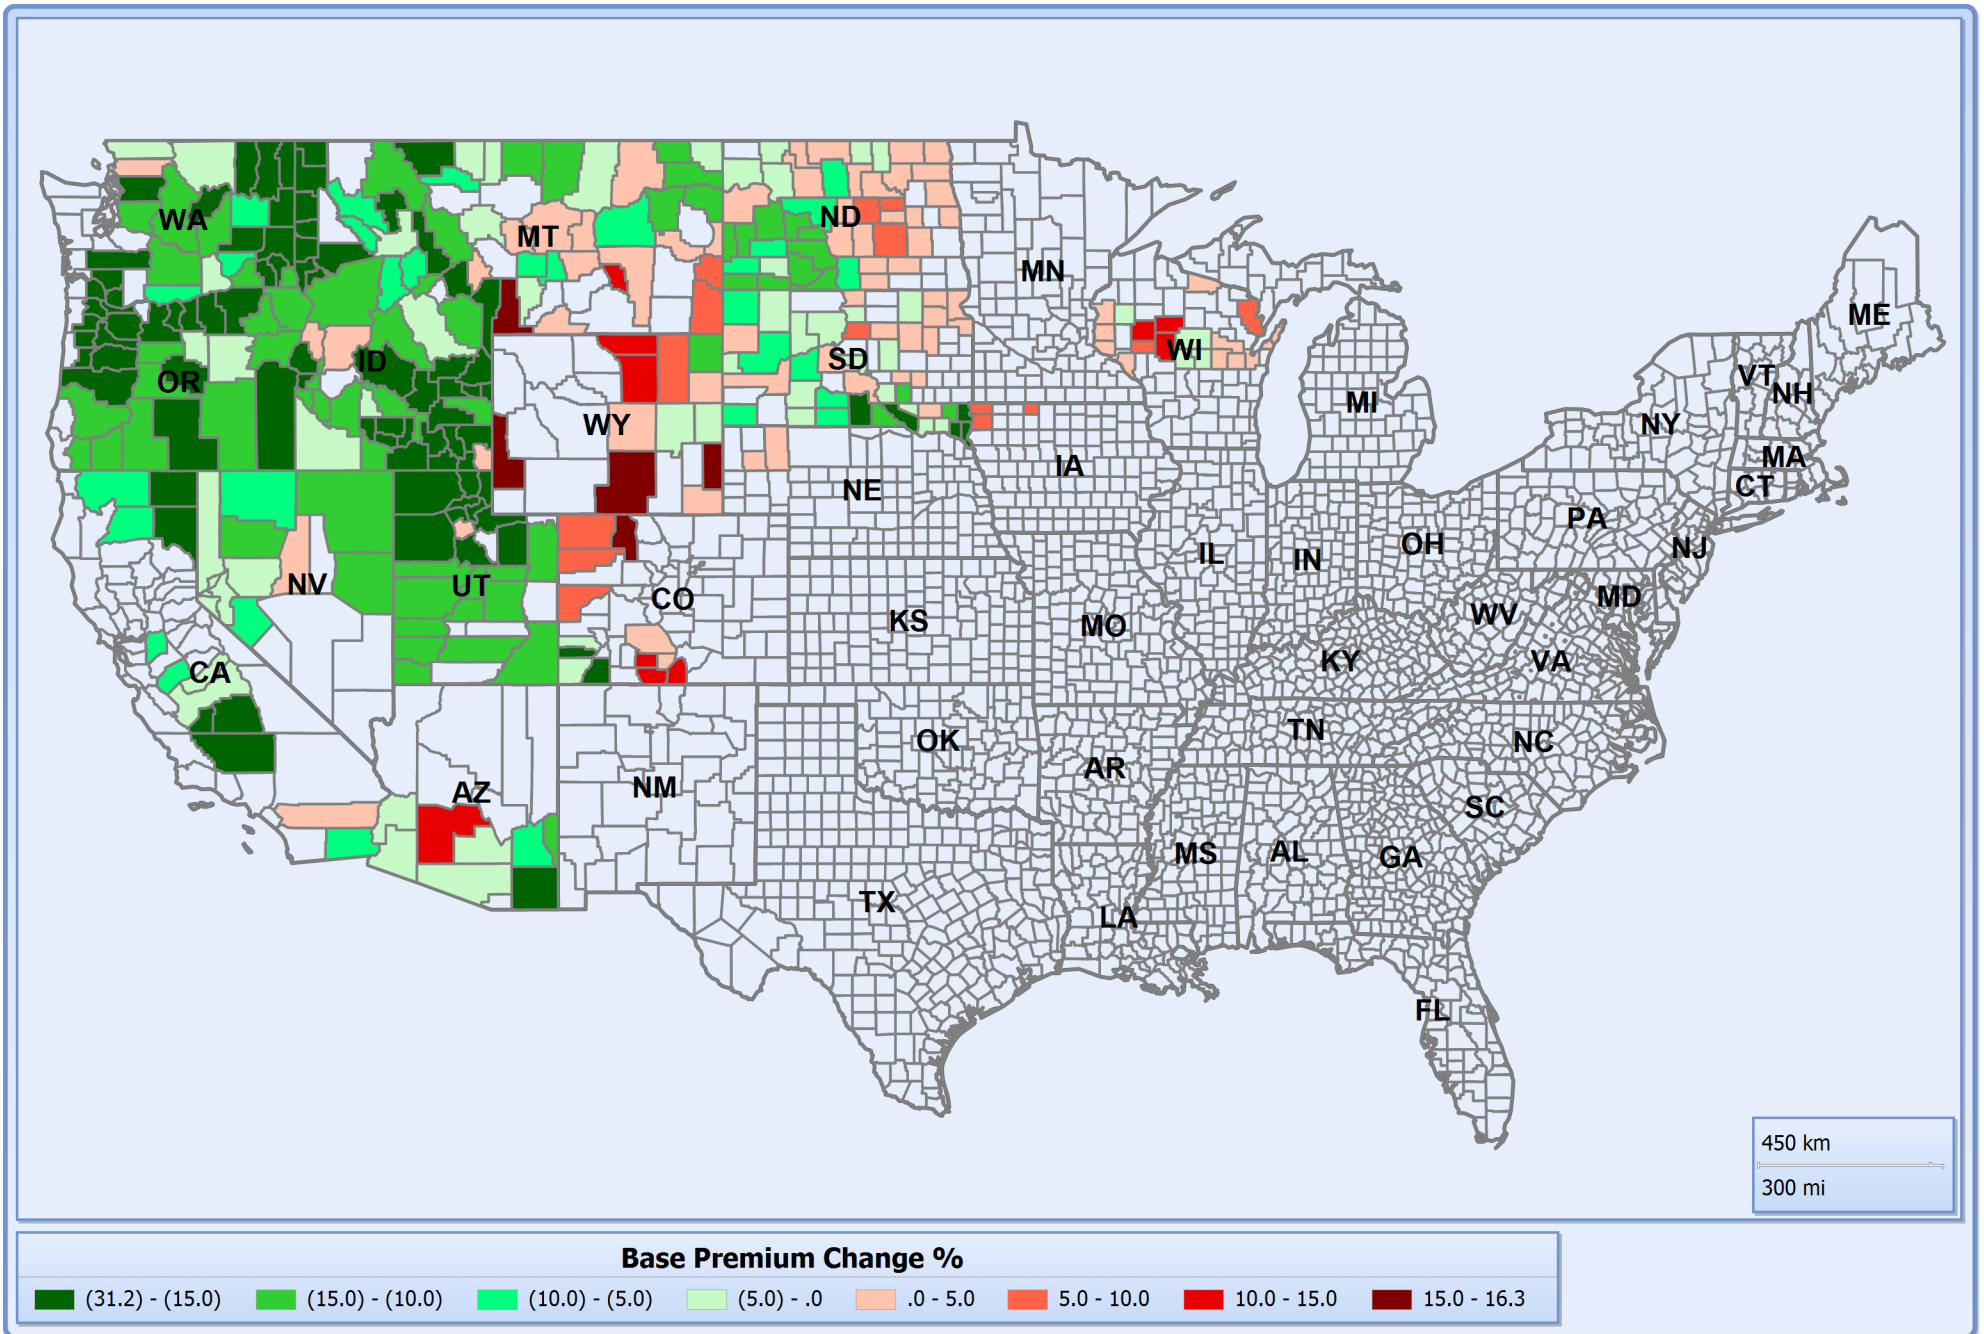 WA
MT
ND
MN
ME
OR
ID
SD
WI
VT
NH
MI
NY
WY
MA
CT
IA
NE
PA
NJ
OH
IL
IN
NV
UT
CO
MD
WV
KS
MO
KY
VA
CA
TN
NC
OK
AR
AZ
NM
SC
MS
AL
GA
TX
LA
FL
450 km
300 mi
Base Premium Change %
(31.2) - (15.0) (15.0) - (10.0) (10.0) - (5.0) (5.0) - .0 .0 - 5.0 5.0 - 10.0 10.0 - 15.0 15.0 - 16.3